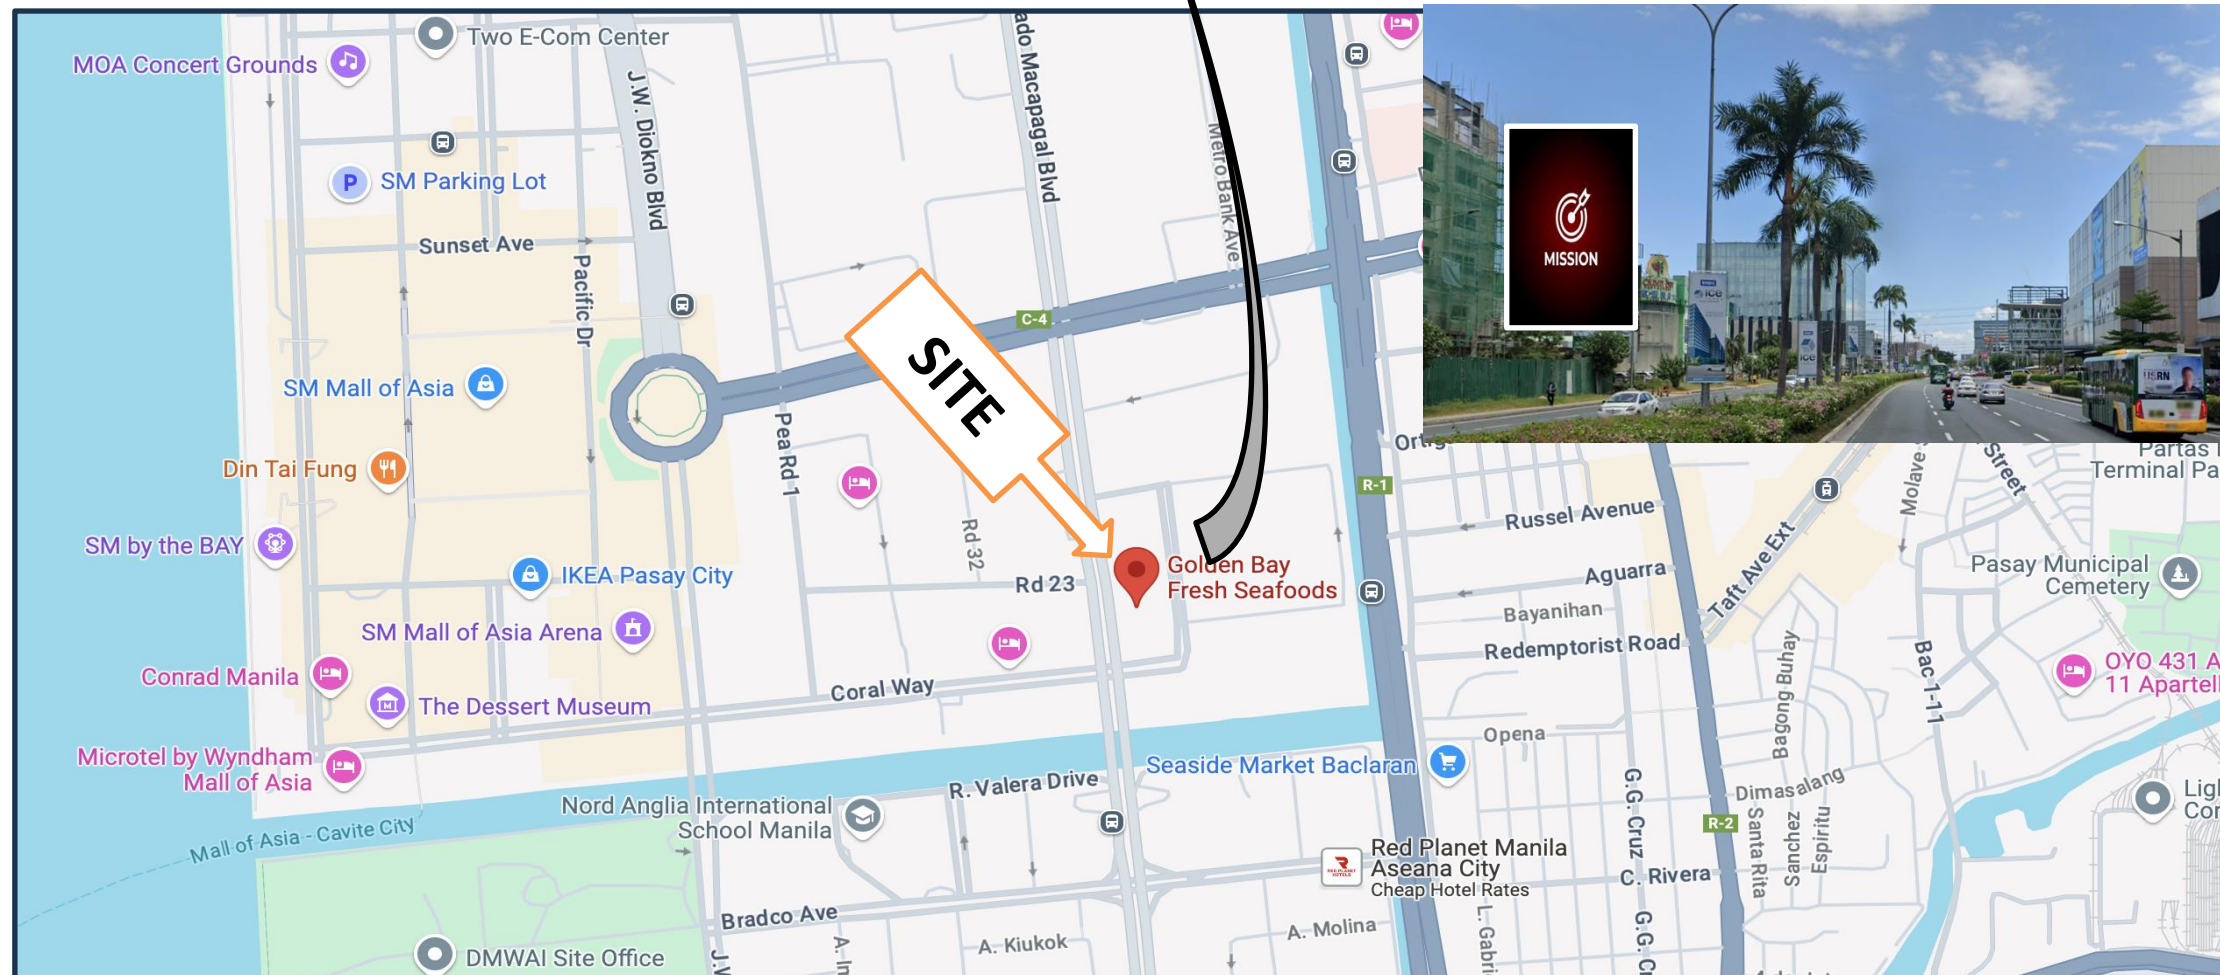 Two E-Com Center
MOA Concert Grounds
J.W. Diokno Blvd
ado Macapagal Blvd
Metro Bank Ave
P
SM Parking Lot
Sunset Ave
Pacific Dr
MISSION
ice
ice
C-4
SITE
SM Mall of Asia
Pea Rd 1
Din Tai Fung
R-1
Street
Partas
Terminal Pa
Russel Avenue
Taft Ave Ext
SM by the BAY
Rd 32
IKEA Pasay City
Rd 23
Golden Bay
Fresh Seafoods
Aguarra
Bayanihan
Redemptorist Road
Pasay Municipal
Cemetery
SM Mall of Asia Arena
Conrad Manila
The Dessert Museum
Coral Way
Bagong Buhay
Bac 1-11
OYO 431 A
11 Apartell
Microtel by Wyndham
Mall of Asia
Opena
Seaside Market Baclaran
R. Valera Drive
Nord Anglia International
School Manila
Mall of Asia - Cavite City
G.G. Cruz
Dimasalang
R-2
Santa Rita
Sanchez
Espiritu
Red Planet Manila
Aseana City
Cheap Hotel Rates
C. Rivera
Bradco Ave
A. Kiukok
A. Molina
DMWAI Site Office